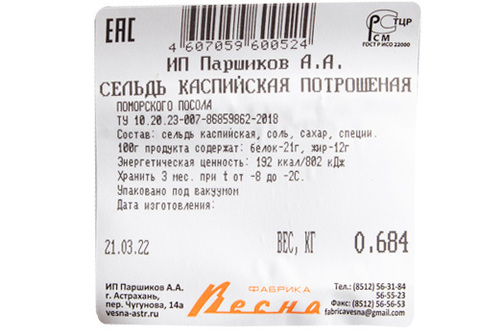 EAC
4 607059 600524
РС ТЦР
СМ
ГОСТ Р ИСО 22000
ИП Паршиков А.А.
СЕЛЬДЬ КАСПИЙСКАЯ ПОТРОШЕНАЯ
ПОМОРСКОГО ПОСОЛА
ТУ 10.20.23-007-86859862-2018
Состав: сельдь каспийская, соль, сахар, специи.
100г продукта содержат: белок-21г, жир-12г
Энергетическая ценность: 192 ккал/802 кДж
Хранить 3 мес. при t от -8 до -2С.
Упаковано под вакуумом
Дата изготовления:
21.03.22 ВЕС, КГ 0.684
ИП Паршиков А.А.
г. Астрахань,
пер. Чугунова, 14а
vesna-astr.ru
ФАБРИКА
Весна
Тел.: (8512) 56-31-84
56-55-23
Факс: (8512) 56-56-53
fabricavesna@gmail.com